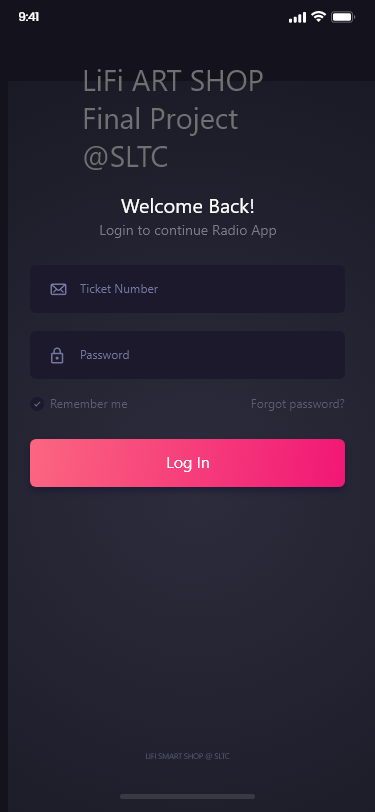 9:41
LiFi ART SHOP
Final Project
@SLTC
Welcome Back!
Login to continue Radio App
Ticket Number
Password
Remember me Forgot password?
Log In
LIFI SMART SHOP @ SLTC